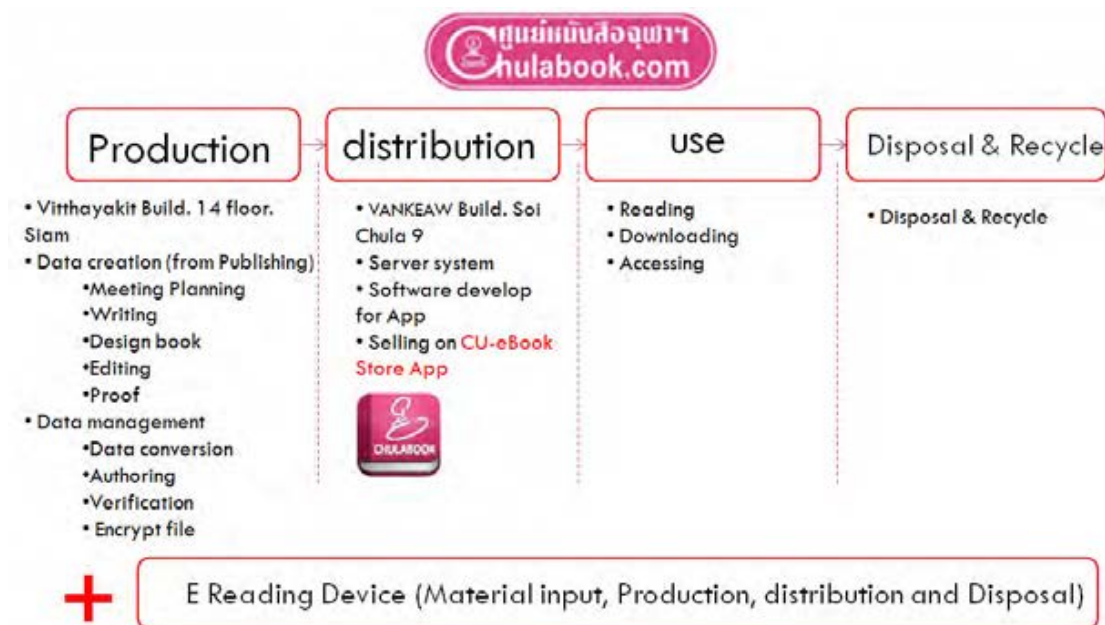 ศูนย์หนังสือจุฬาฯ
Chulabook.com
Production
distribution
use
Disposal & Recycle
• Vitthayakit Build. 14 floor.
Siam
• Data creation (from Publishing)
•Meeting Planning
•Writing
•Design book
•Editing
•Proof
• Data management
•Data conversion
•Authoring
•Verification
• Encrypt file
• VANKEAW Build. Soi
Chula 9
• Server system
• Software develop
for App
• Selling on CU-eBook
Store App
CHULABOOK
• Reading
• Downloading
• Accessing
• Disposal & Recycle
+ E Reading Device (Material input, Production, distribution and Disposal)